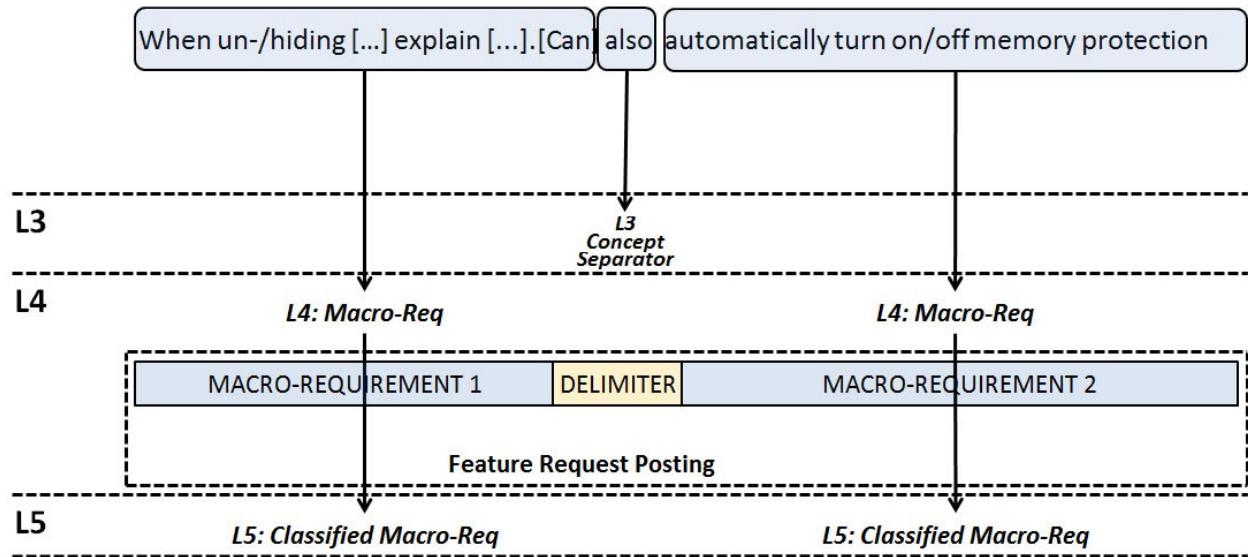 When un-/hiding […] explain [...].[Can] also automatically turn on/off memory protection
L3
L3
Concept
Separator
L4
L4: Macro-Req L4: Macro-Req
MACRO-REQUIREMENT 1 DELIMITER MACRO-REQUIREMENT 2
Feature Request Posting
L5
L5: Classified Macro-Req L5: Classified Macro-Req